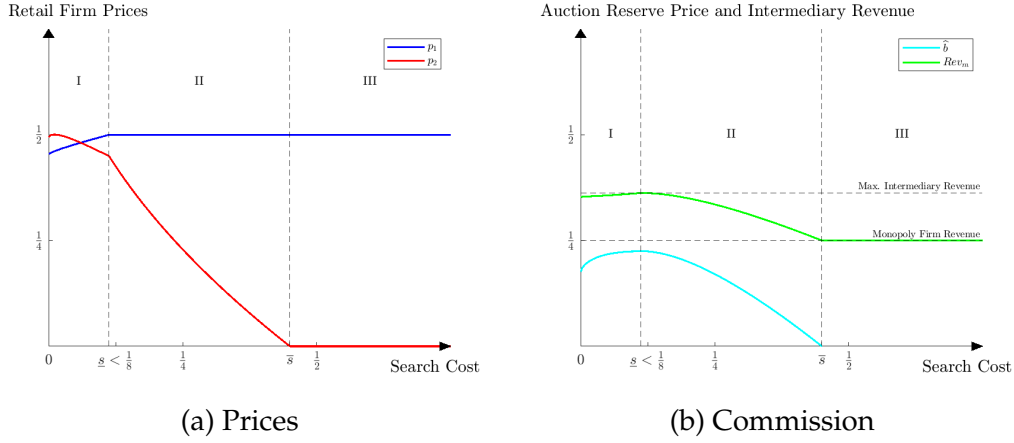 Retail Firm Prices
p₁
p₂
I
II
III
1/2
1/4
0
s̲ < 1/8
1/4
s̄
1/2
Search Cost
(a) Prices
Auction Reserve Price and Intermediary Revenue
b̂
Revₘ
I
II
III
1/2
Max. Intermediary Revenue
Monopoly Firm Revenue
1/4
0
s̲ < 1/8
1/4
s̄
1/2
Search Cost
(b) Commission